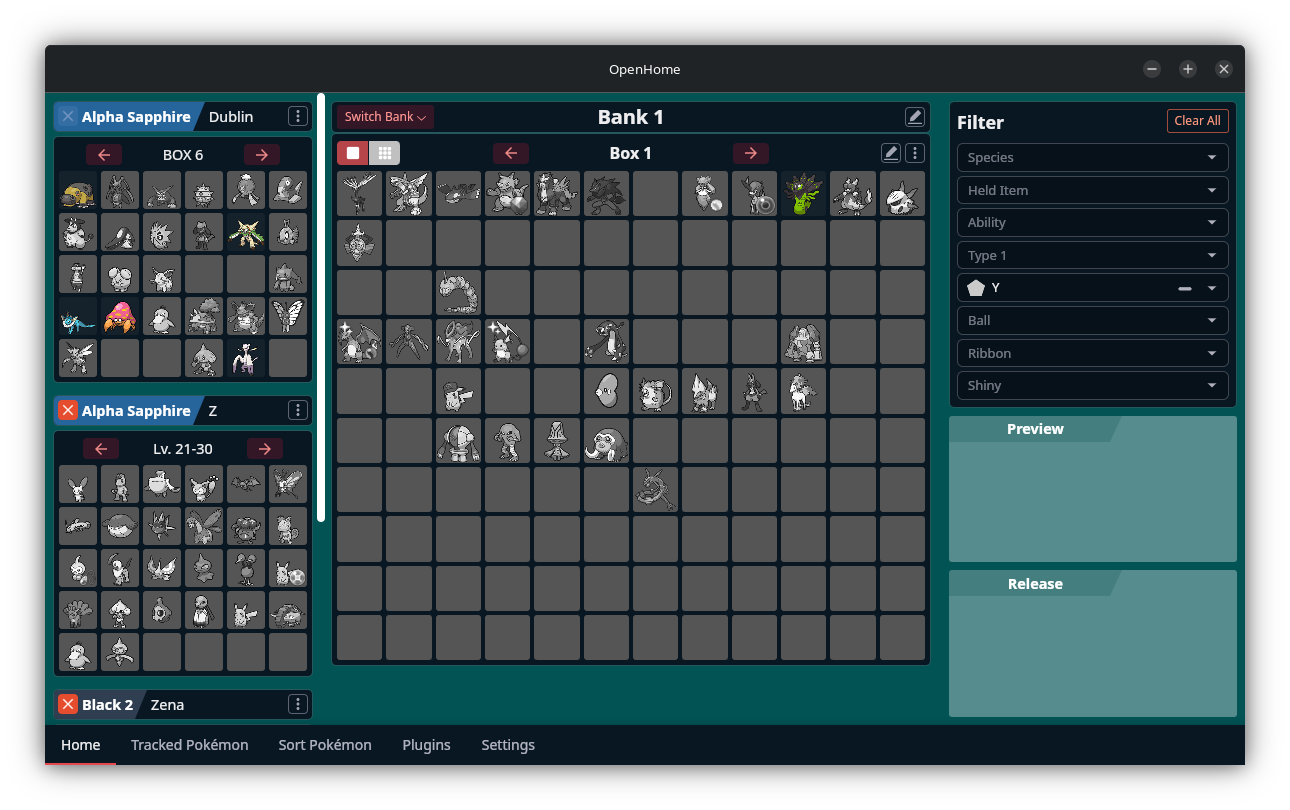 OpenHome
Alpha Sapphire Dublin
BOX 6
Alpha Sapphire Z
Lv. 21-30
Black 2 Zena
Switch Bank
Bank 1
Box 1
Filter
Clear All
Species
Held Item
Ability
Type 1
Y
Ball
Ribbon
Shiny
Preview
Release
Home Tracked Pokémon Sort Pokémon Plugins Settings